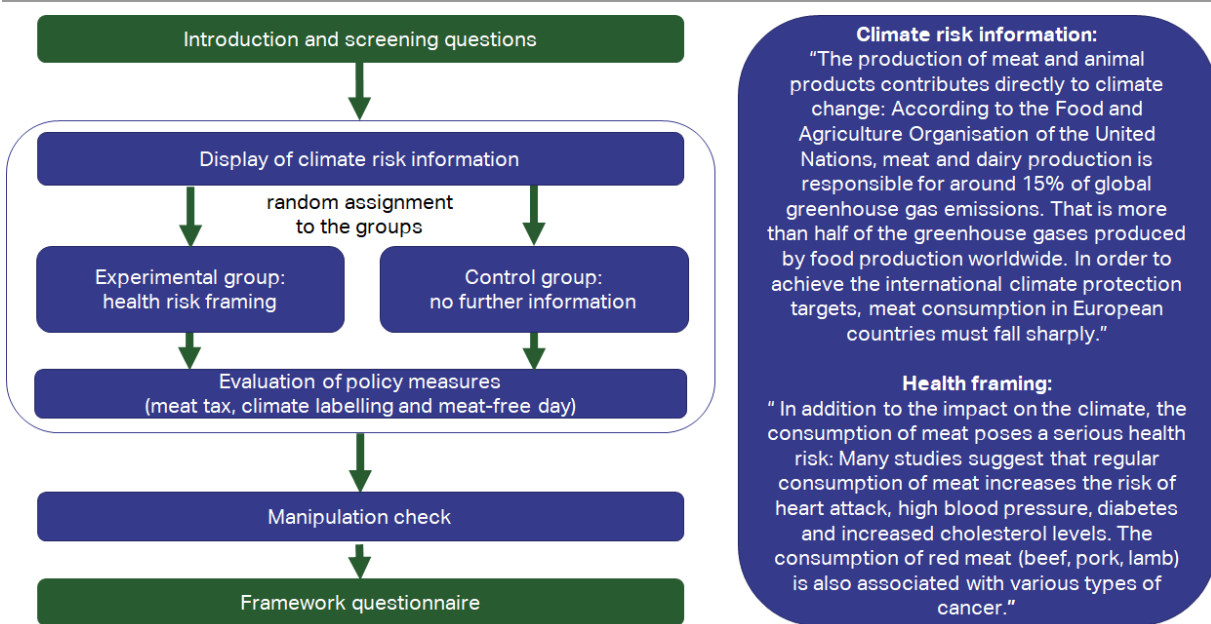 Introduction and screening questions
Display of climate risk information
random assignment
to the groups
Experimental group:
health risk framing
Control group:
no further information
Evaluation of policy measures
(meat tax, climate labelling and meat-free day)
Manipulation check
Framework questionnaire
Climate risk information:
“The production of meat and animal
products contributes directly to climate
change: According to the Food and
Agriculture Organisation of the United
Nations, meat and dairy production is
responsible for around 15% of global
greenhouse gas emissions. That is more
than half of the greenhouse gases produced
by food production worldwide. In order to
achieve the international climate protection
targets, meat consumption in European
countries must fall sharply.”
Health framing:
“ In addition to the impact on the climate, the
consumption of meat poses a serious health
risk: Many studies suggest that regular
consumption of meat increases the risk of
heart attack, high blood pressure, diabetes
and increased cholesterol levels. The
consumption of red meat (beef, pork, lamb)
is also associated with various types of
cancer.”